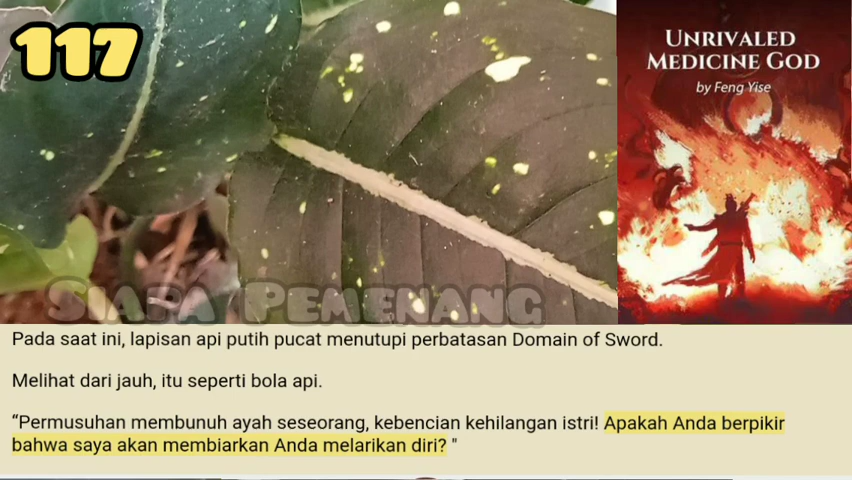 117
UNRIVALED
MEDICINE GOD
by Feng Yise
SIAPA PEMENANG
Pada saat ini, lapisan api putih pucat menutupi perbatasan Domain of Sword.
Melihat dari jauh, itu seperti bola api.
“Permusuhan membunuh ayah seseorang, kebencian kehilangan istri! Apakah Anda berpikir
bahwa saya akan membiarkan Anda melarikan diri? "